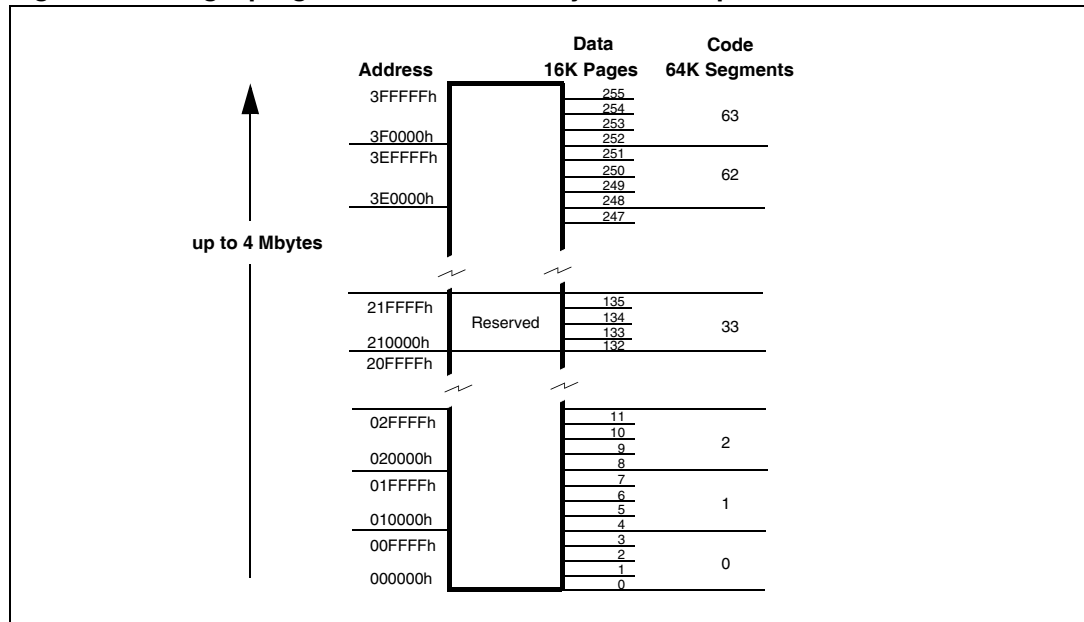 Data Code
Address 16K Pages 64K Segments
3FFFFFh 255
254
253 63
3F0000h 252
3EFFFFh 251
250 62
249
3E0000h 248
247
up to 4 Mbytes
21FFFFh 135
Reserved 134 33
133
210000h 132
20FFFFh
02FFFFh 11
10
9 2
020000h 8
01FFFFh 7
6
5 1
010000h 4
00FFFFh 3
2
1 0
000000h 0